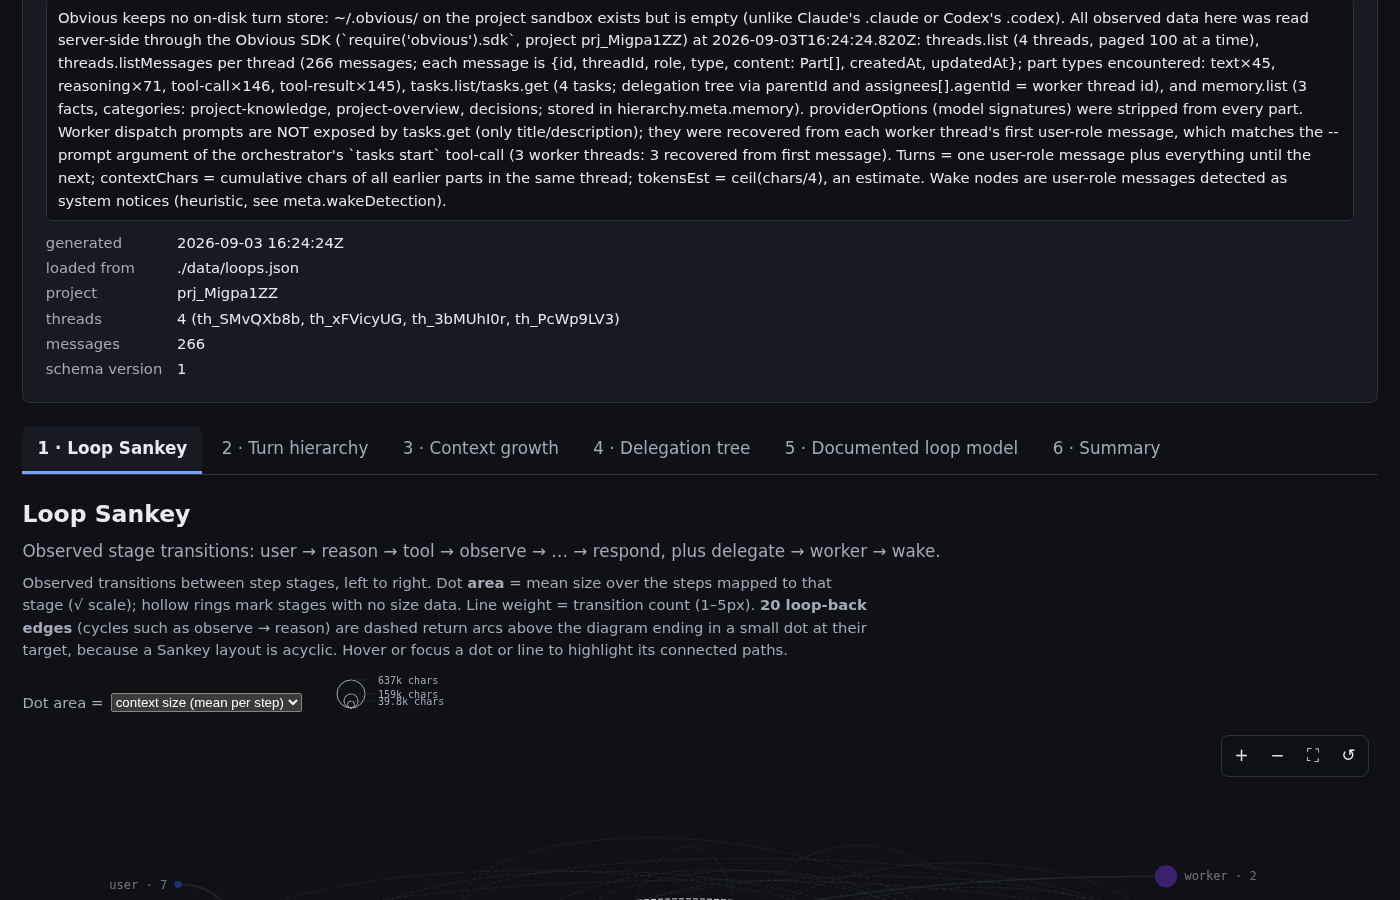 Obvious keeps no on-disk turn store: ~/.obvious/ on the project sandbox exists but is empty (unlike Claude's .claude or Codex's .codex). All observed data here was read
server-side through the Obvious SDK (`require('obvious').sdk`, project prj_Migpa1ZZ) at 2026-09-03T16:24:24.820Z: threads.list (4 threads, paged 100 at a time),
threads.listMessages per thread (266 messages; each message is {id, threadId, role, type, content: Part[], createdAt, updatedAt}; part types encountered: text×45,
reasoning×71, tool-call×146, tool-result×145), tasks.list/tasks.get (4 tasks; delegation tree via parentId and assignees[].agentId = worker thread id), and memory.list (3
facts, categories: project-knowledge, project-overview, decisions; stored in hierarchy.meta.memory). providerOptions (model signatures) were stripped from every part.
Worker dispatch prompts are NOT exposed by tasks.get (only title/description); they were recovered from each worker thread's first user-role message, which matches the --
prompt argument of the orchestrator's `tasks start` tool-call (3 worker threads: 3 recovered from first message). Turns = one user-role message plus everything until the
next; contextChars = cumulative chars of all earlier parts in the same thread; tokensEst = ceil(chars/4), an estimate. Wake nodes are user-role messages detected as
system notices (heuristic, see meta.wakeDetection).
generated 2026-09-03 16:24:24Z
loaded from ./data/loops.json
project prj_Migpa1ZZ
threads 4 (th_SMvQXb8b, th_xFVicyUG, th_3bMUhI0r, th_PcWp9LV3)
messages 266
schema version 1
1 · Loop Sankey 2 · Turn hierarchy 3 · Context growth 4 · Delegation tree 5 · Documented loop model 6 · Summary
Loop Sankey
Observed stage transitions: user → reason → tool → observe → … → respond, plus delegate → worker → wake.
Observed transitions between step stages, left to right. Dot area = mean size over the steps mapped to that
stage (√ scale); hollow rings mark stages with no size data. Line weight = transition count (1–5px). 20 loop-back
edges (cycles such as observe → reason) are dashed return arcs above the diagram ending in a small dot at their
target, because a Sankey layout is acyclic. Hover or focus a dot or line to highlight its connected paths.
637k chars
159k chars
39.8k chars
Dot area = context size (mean per step)
+ − ⛶ ↺
worker · 2
user · 7